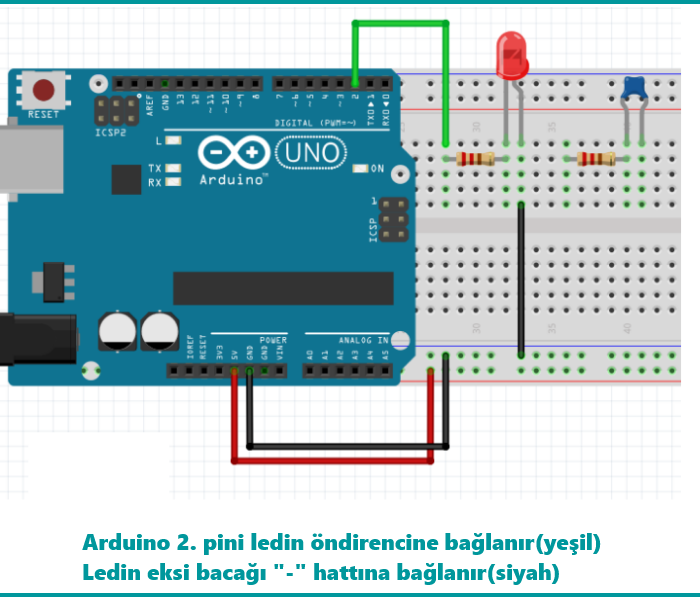 AREF GND 13 12 ~11 ~10 ~9 8 7 ~6 ~5 4 ~3 2 TX0▶1 RX0◀0
RESET
ICSP2
DIGITAL (PWM=~)
L
TX
RX
UNO
Arduino™
ON
1
ICSP
30 35
POWER
ANALOG IN
IOREF RESET 3V3 5V GND GND VIN A0 A1 A2 A3 A4 A5
30 35 40
Arduino 2. pini ledin öndirencine bağlanır(yeşil)
Ledin eksi bacağı "-" hattına bağlanır(siyah)